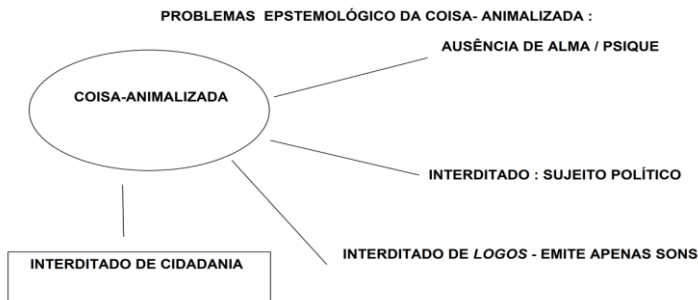 PROBLEMAS EPSTEMOLÓGICO DA COISA- ANIMALIZADA :
AUSÊNCIA DE ALMA / PSIQUE
COISA-ANIMALIZADA
INTERDITADO : SUJEITO POLÍTICO
INTERDITADO DE LOGOS - EMITE APENAS SONS
INTERDITADO DE CIDADANIA